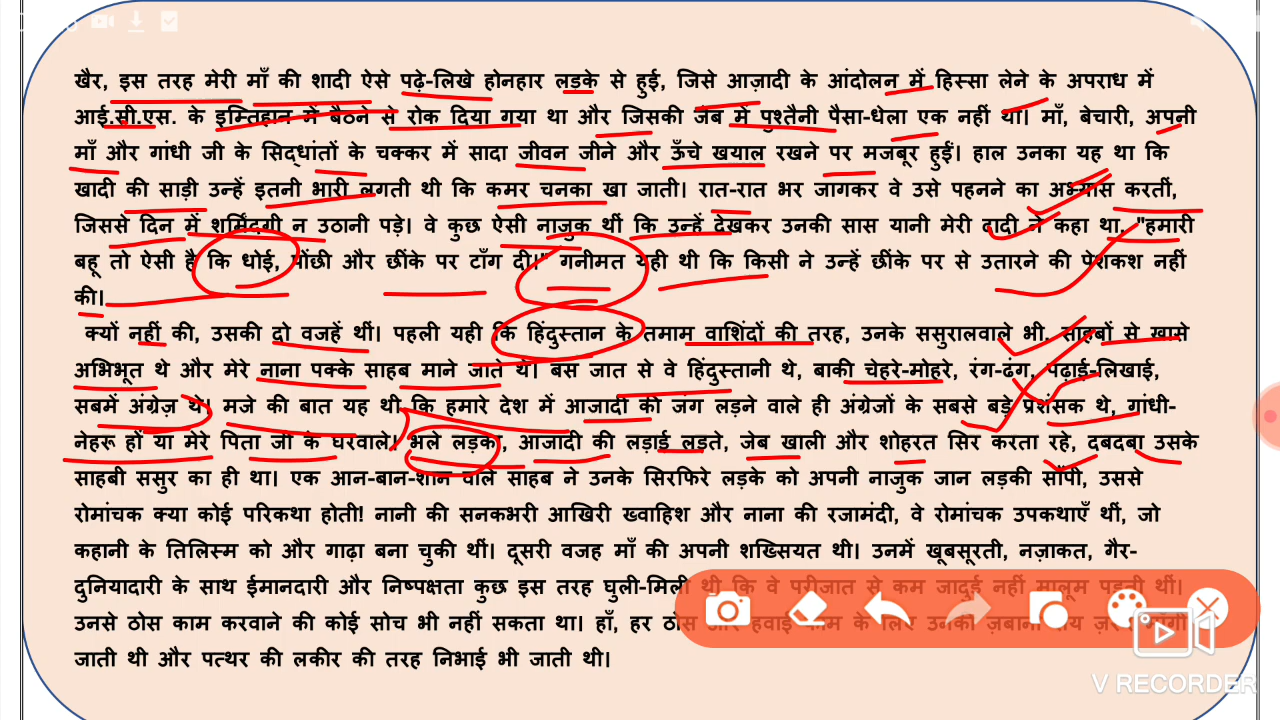 खैर, इस तरह मेरी माँ की शादी ऐसे पढ़े-लिखे होनहार लड़के से हुई, जिसे आज़ादी के आंदोलन में हिस्सा लेने के अपराध में
आई.सी.एस. के इम्तिहान में बैठने से रोक दिया गया था और जिसकी जेब में पुश्तैनी पैसा-धेला एक नहीं था। माँ, बेचारी, अपनी
माँ और गांधी जी के सिद्धांतों के चक्कर में सादा जीवन जीने और ऊँचे खयाल रखने पर मजबूर हुईं। हाल उनका यह था कि
खादी की साड़ी उन्हें इतनी भारी लगती थी कि कमर चनका खा जाती। रात-रात भर जागकर वे उसे पहनने का अभ्यास करतीं,
जिससे दिन में शर्मिंदगी न उठानी पड़े। वे कुछ ऐसी नाजुक थीं कि उन्हें देखकर उनकी सास यानी मेरी दादी ने कहा था, "हमारी
बहू तो ऐसी है कि धोई, पोंछी और छींके पर टाँग दी।" गनीमत यही थी कि किसी ने उन्हें छींके पर से उतारने की पेशकश नहीं
की।
क्यों नहीं की, उसकी दो वजहें थीं। पहली यही कि हिंदुस्तान के तमाम वाशिंदों की तरह, उनके ससुरालवाले भी, साहबों से खासे
अभिभूत थे और मेरे नाना पक्के साहब माने जाते थे। बस जात से वे हिंदुस्तानी थे, बाकी चेहरे-मोहरे, रंग-ढंग, पढ़ाई-लिखाई,
सबमें अंग्रेज़ थे। मजे की बात यह थी कि हमारे देश में आजादी की जंग लड़ने वाले ही अंग्रेजों के सबसे बड़े प्रशंसक थे, गांधी-
नेहरू हों या मेरे पिता जी के घरवाले। भले लड़का, आजादी की लड़ाई लड़ते, जेब खाली और शोहरत सिर करता रहे, दबदबा उसके
साहबी ससुर का ही था। एक आन-बान-शान वाले साहब ने उनके सिरफिरे लड़के को अपनी नाजुक जान लड़की सौंपी, उससे
रोमांचक क्या कोई परिकथा होती! नानी की सनकभरी आखिरी ख्वाहिश और नाना की रजामंदी, वे रोमांचक उपकथाएँ थीं, जो
कहानी के तिलिस्म को और गाढ़ा बना चुकी थीं। दूसरी वजह माँ की अपनी शख्सियत थी। उनमें खूबसूरती, नज़ाकत, गैर-
दुनियादारी के साथ ईमानदारी और निष्पक्षता कुछ इस तरह घुली-मिली थी कि वे परीजात से कम जादुई नहीं मालूम पड़ती थीं।
उनसे ठोस काम करवाने की कोई सोच भी नहीं सकता था। हाँ, हर ठोस और हवाई काम के लिए उनकी ज़बानी राय ज़रूर माँगी
जाती थी और पत्थर की लकीर की तरह निभाई भी जाती थी।
V RECORDER